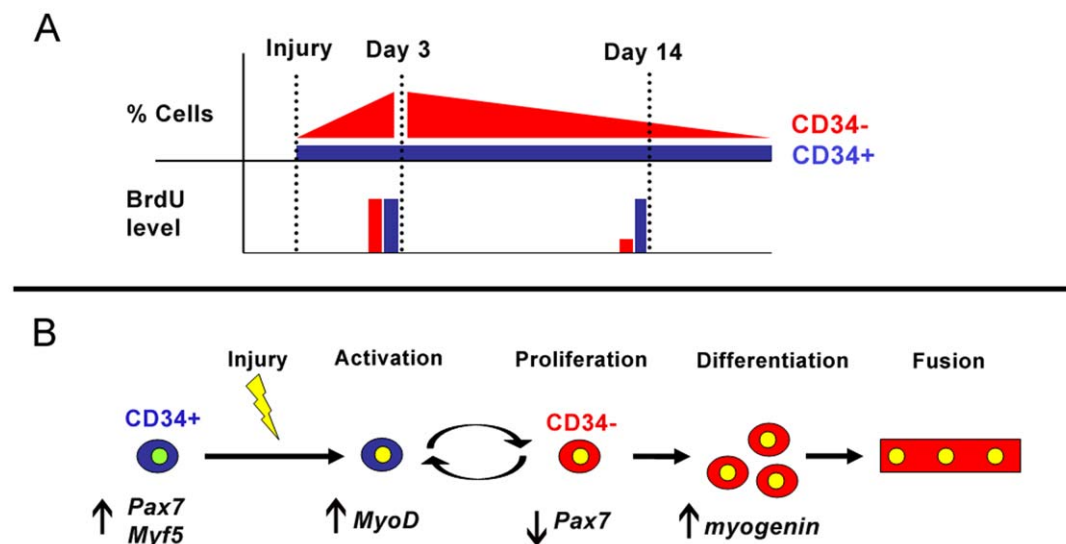 A
Injury
Day 3
Day 14
% Cells
CD34-
CD34+
BrdU
level
B
Injury
Activation
Proliferation
Differentiation
Fusion
CD34+
CD34-
↑ Pax7
Myf5
↑ MyoD
↓ Pax7
↑ myogenin